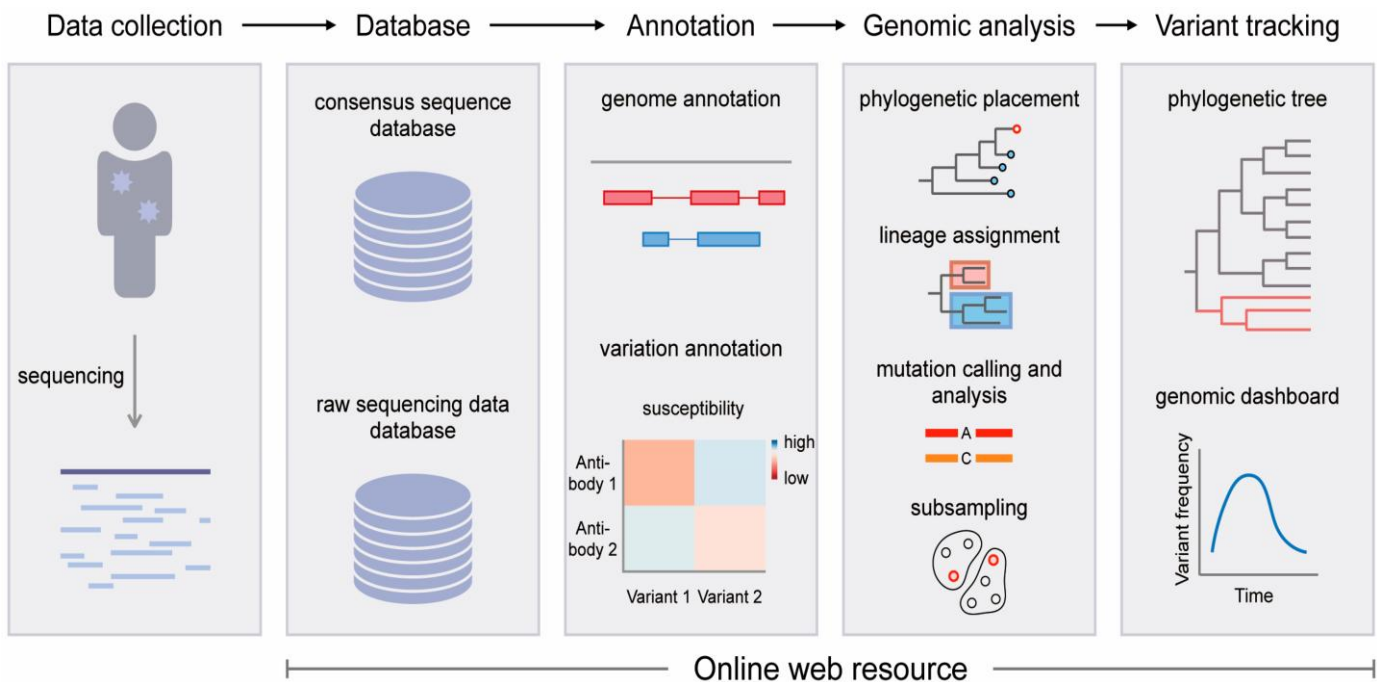 Data collection
Database
Annotation
Genomic analysis
Variant tracking
sequencing
consensus sequence
database
raw sequencing data
database
genome annotation
variation annotation
susceptibility
high
low
Anti-
body 1
Anti-
body 2
Variant 1 Variant 2
phylogenetic placement
lineage assignment
mutation calling and
analysis
A
C
subsampling
phylogenetic tree
genomic dashboard
Variant frequency
Time
Online web resource